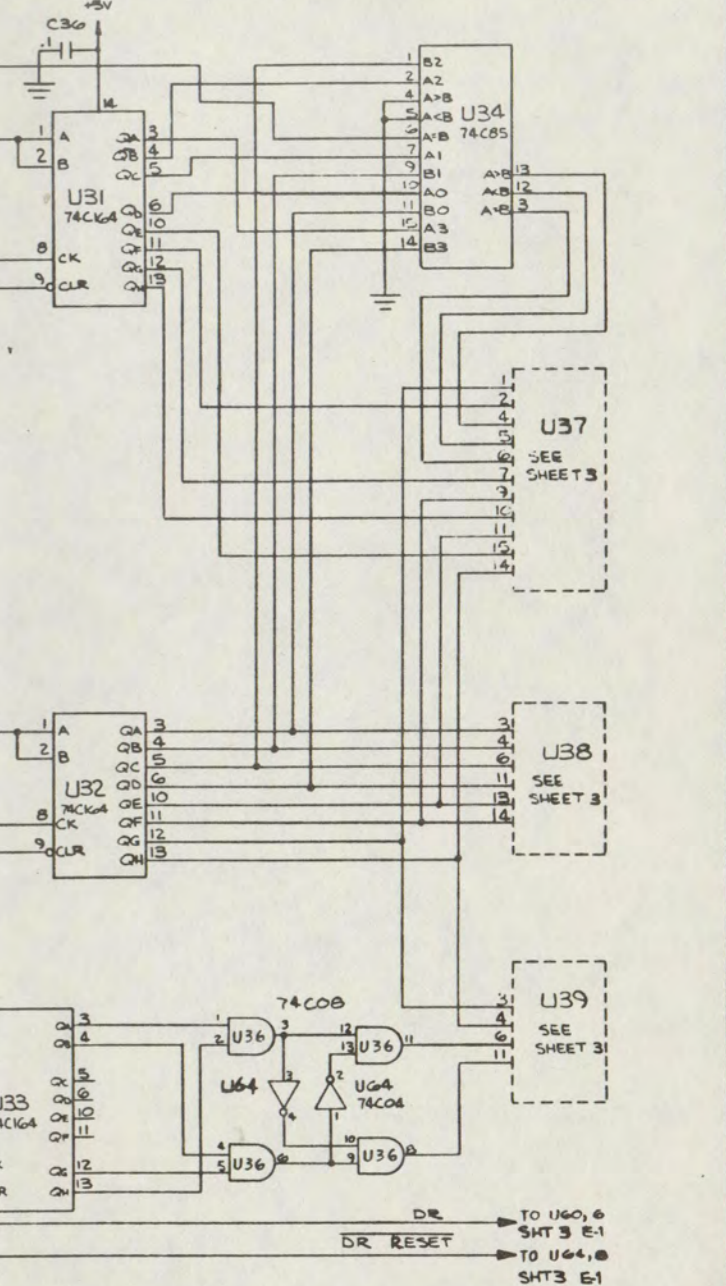 +5V
C36
.1
14
1 A QA 3
2 B QB 4
QC 5
U31
74C164
QD 6
QE 10
QF 11
8 CK QG 12
9 CLR QH 13
1 B2
2 A2
4 A>B
5 A<B
6 A=B
7 A1
9 B1
10 A0
11 B0
15 A3
14 B3
U34
74C85
A>B 13
A<B 12
A=B 3
1
2
4
5
6
7
9
10
11
15
14
U37
SEE
SHEET 3
1 A QA 3
2 B QB 4
QC 5
U32
74C164
QD 6
QE 10
QF 11
8 CK QG 12
9 CLR QH 13
3
4
6
11
13
14
U38
SEE
SHEET 3
3
4
6
11
U39
SEE
SHEET 3
QA 3
QB 4
QC 5
QD 6
QE 10
QF 11
QG 12
QH 13
U33
4C164
R
74C08
1
2
U36
3
12
13
U36
11
U64
3
4
2
1
U64
74C04
4
5
U36
6
10
9
U36
8
DR
TO U60, 6
SHT 3 E-1
DR RESET
TO U64, 8
SHT3 E-1